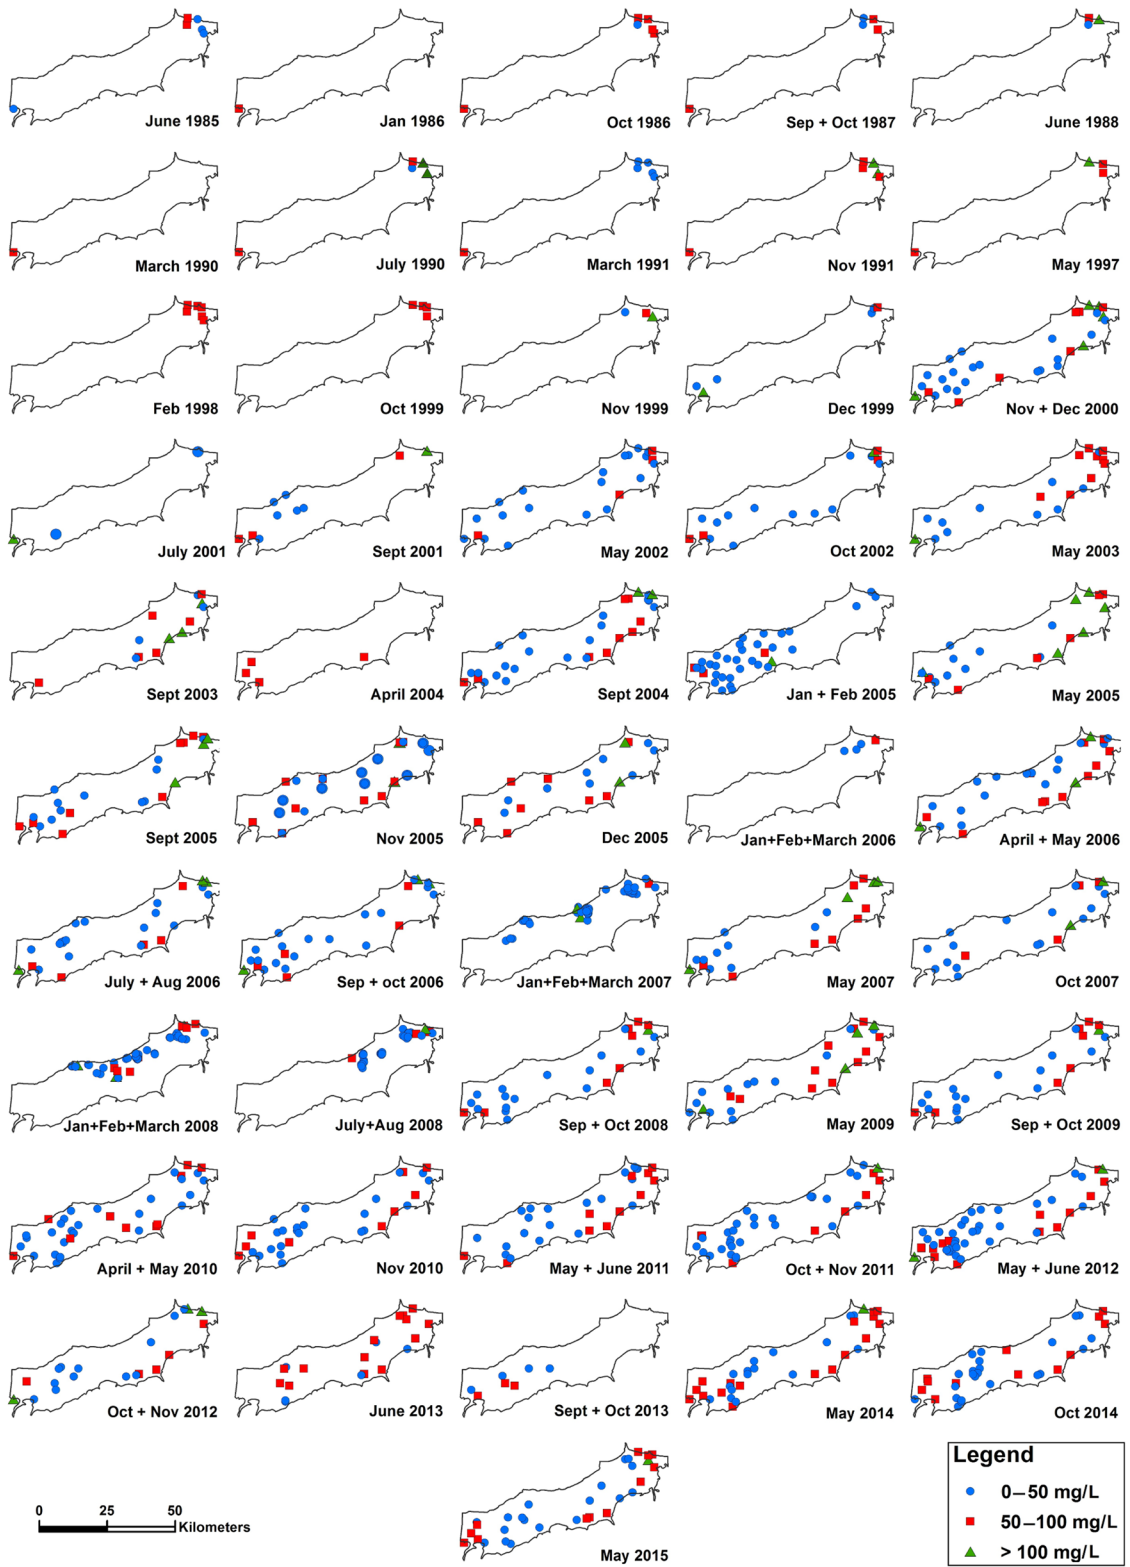 June 1985
Jan 1986
Oct 1986
Sep + Oct 1987
June 1988
March 1990
July 1990
March 1991
Nov 1991
May 1997
Feb 1998
Oct 1999
Nov 1999
Dec 1999
Nov + Dec 2000
July 2001
Sept 2001
May 2002
Oct 2002
May 2003
Sept 2003
April 2004
Sept 2004
Jan + Feb 2005
May 2005
Sept 2005
Nov 2005
Dec 2005
Jan+Feb+March 2006
April + May 2006
July + Aug 2006
Sep + oct 2006
Jan+Feb+March 2007
May 2007
Oct 2007
Jan+Feb+March 2008
July+Aug 2008
Sep + Oct 2008
May 2009
Sep + Oct 2009
April + May 2010
Nov 2010
May + June 2011
Oct + Nov 2011
May + June 2012
Oct + Nov 2012
June 2013
Sept + Oct 2013
May 2014
Oct 2014
May 2015
0 25 50
Kilometers
Legend
0–50 mg/L
50–100 mg/L
> 100 mg/L